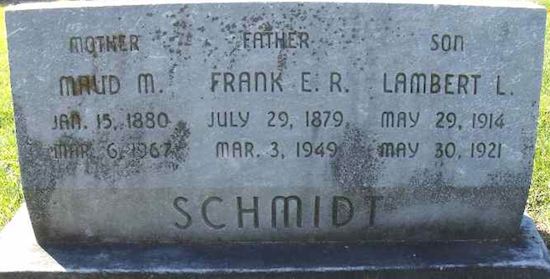 MOTHER FATHER SON
MAUD M. FRANK E. R. LAMBERT L.
JAN. 15, 1880 JULY 29, 1879 MAY 29, 1914
MAR. 6, 1967 MAR. 3, 1949 MAY 30, 1921
SCHMIDT